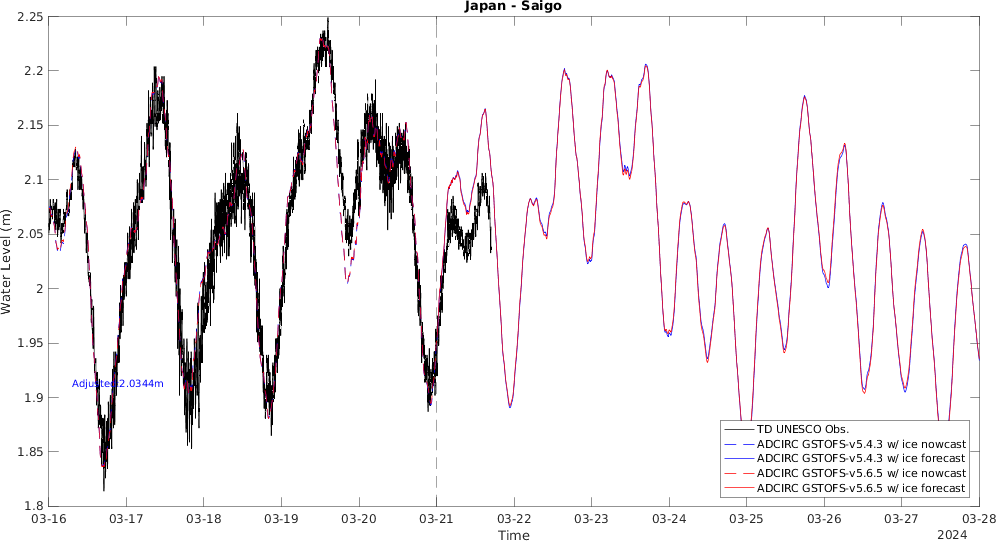 Japan - Saigo
2.25
2.2
2.15
2.1
2.05
2
1.95
1.9
1.85
1.8
Water Level (m)
Adjusted 2.0344m
TD UNESCO Obs.
ADCIRC GSTOFS-v5.4.3 w/ ice nowcast
ADCIRC GSTOFS-v5.4.3 w/ ice forecast
ADCIRC GSTOFS-v5.6.5 w/ ice nowcast
ADCIRC GSTOFS-v5.6.5 w/ ice forecast
03-16 03-17 03-18 03-19 03-20 03-21 03-22 03-23 03-24 03-25 03-26 03-27 03-28
Time
2024